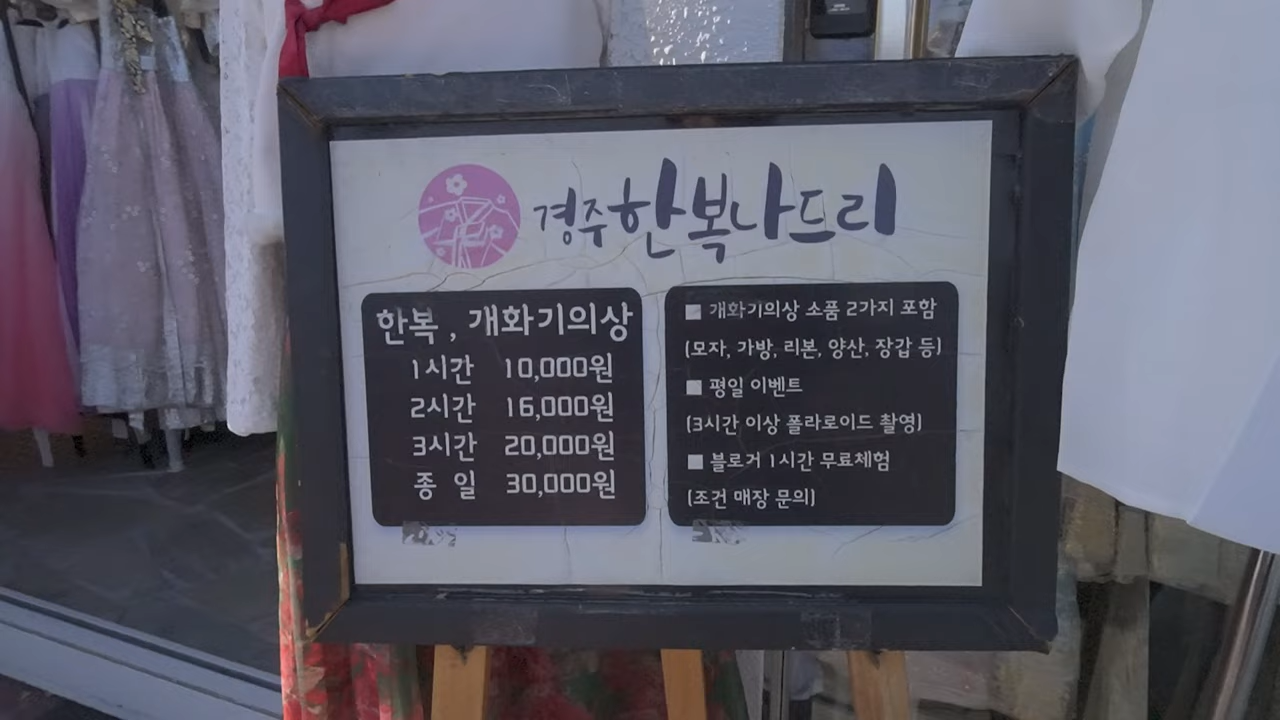 경주한복나드리
한복, 개화기의상
1시간 10,000원
2시간 16,000원
3시간 20,000원
종 일 30,000원
■ 개화기의상 소품 2가지 포함
(모자, 가방, 리본, 양산, 장갑 등)
■ 평일 이벤트
(3시간 이상 폴라로이드 촬영)
■ 블로거 1시간 무료체험
(조건 매장 문의)